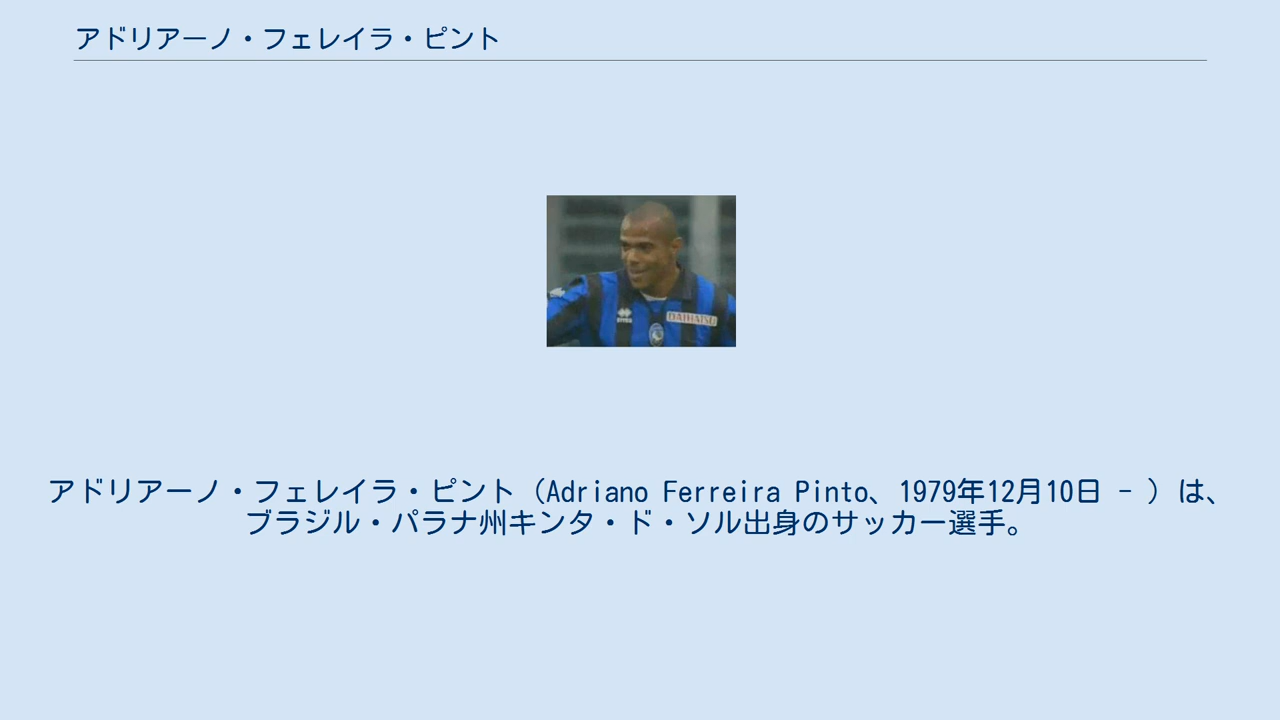 アドリアーノ・フェレイラ・ピント
DAIHATSU
アドリアーノ・フェレイラ・ピント（Adriano Ferreira Pinto、1979年12月10日 - ）は、
ブラジル・パラナ州キンタ・ド・ソル出身のサッカー選手。